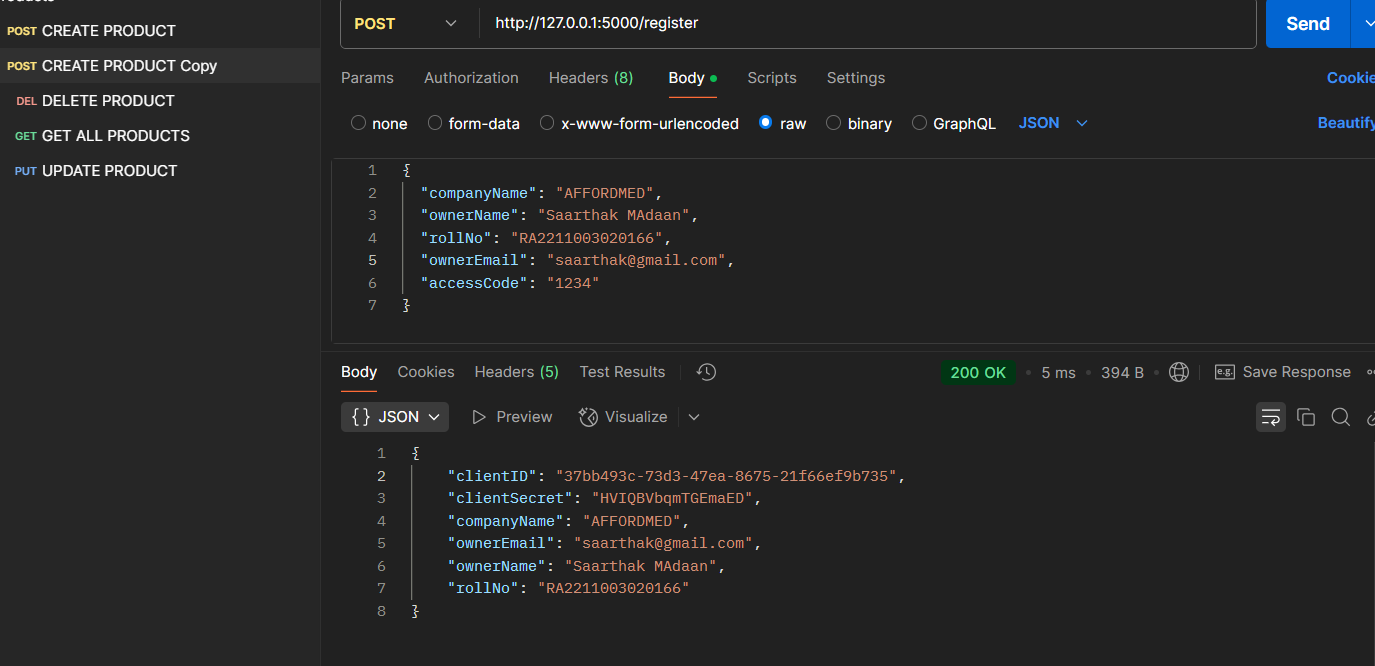 POST CREATE PRODUCT
POST CREATE PRODUCT Copy
DEL DELETE PRODUCT
GET GET ALL PRODUCTS
PUT UPDATE PRODUCT
POST http://127.0.0.1:5000/register Send
Params Authorization Headers (8) Body Scripts Settings Cookie
none form-data x-www-form-urlencoded raw binary GraphQL JSON Beautify
1 {
2 "companyName": "AFFORDMED",
3 "ownerName": "Saarthak MAdaan",
4 "rollNo": "RA2211003020166",
5 "ownerEmail": "saarthak@gmail.com",
6 "accessCode": "1234"
7 }
Body Cookies Headers (5) Test Results 200 OK • 5 ms • 394 B • e.g. Save Response
{} JSON Preview Visualize
1 {
2 "clientID": "37bb493c-73d3-47ea-8675-21f66ef9b735",
3 "clientSecret": "HVIQBVbqmTGEmaED",
4 "companyName": "AFFORDMED",
5 "ownerEmail": "saarthak@gmail.com",
6 "ownerName": "Saarthak MAdaan",
7 "rollNo": "RA2211003020166"
8 }